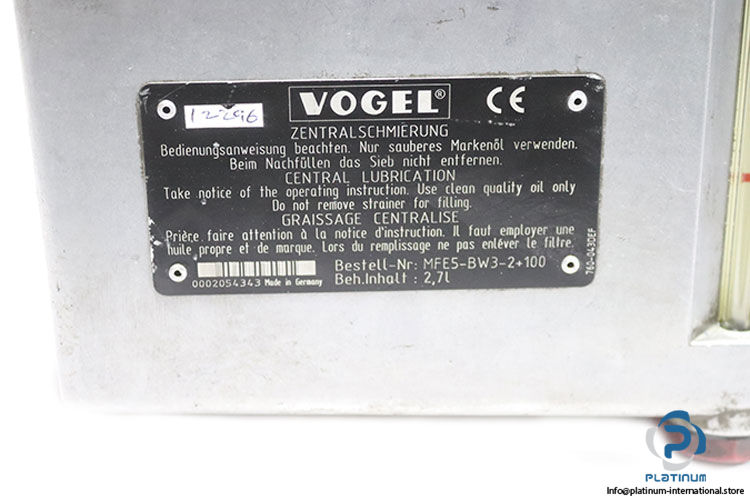 VOGEL®
CE
12296
ZENTRALSCHMIERUNG
Bedienungsanweisung beachten. Nur sauberes Markenöl verwenden.
Beim Nachfüllen das Sieb nicht entfernen.
CENTRAL LUBRICATION
Take notice of the operating instruction. Use clean quality oil only
Do not remove strainer for filling.
GRAISSAGE CENTRALISE
Prière faire attention à la notice d'instruction. Il faut employer une
huile propre et de marque. Lors du remplissage ne pas enléver le filtre.
0002054343 Made in Germany
Bestell-Nr: MFE5-BW3-2+100
Beh.Inhalt : 2,7l
760-043DEF
PLATINUM
Info@platinum-international.store